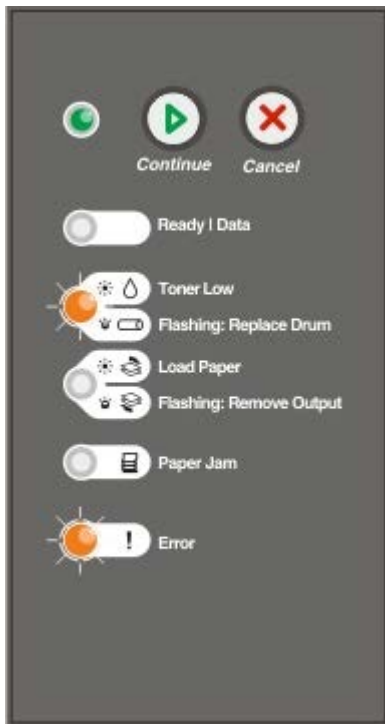 Continue Cancel
Ready | Data
Toner Low
Flashing: Replace Drum
Load Paper
Flashing: Remove Output
Paper Jam
! Error